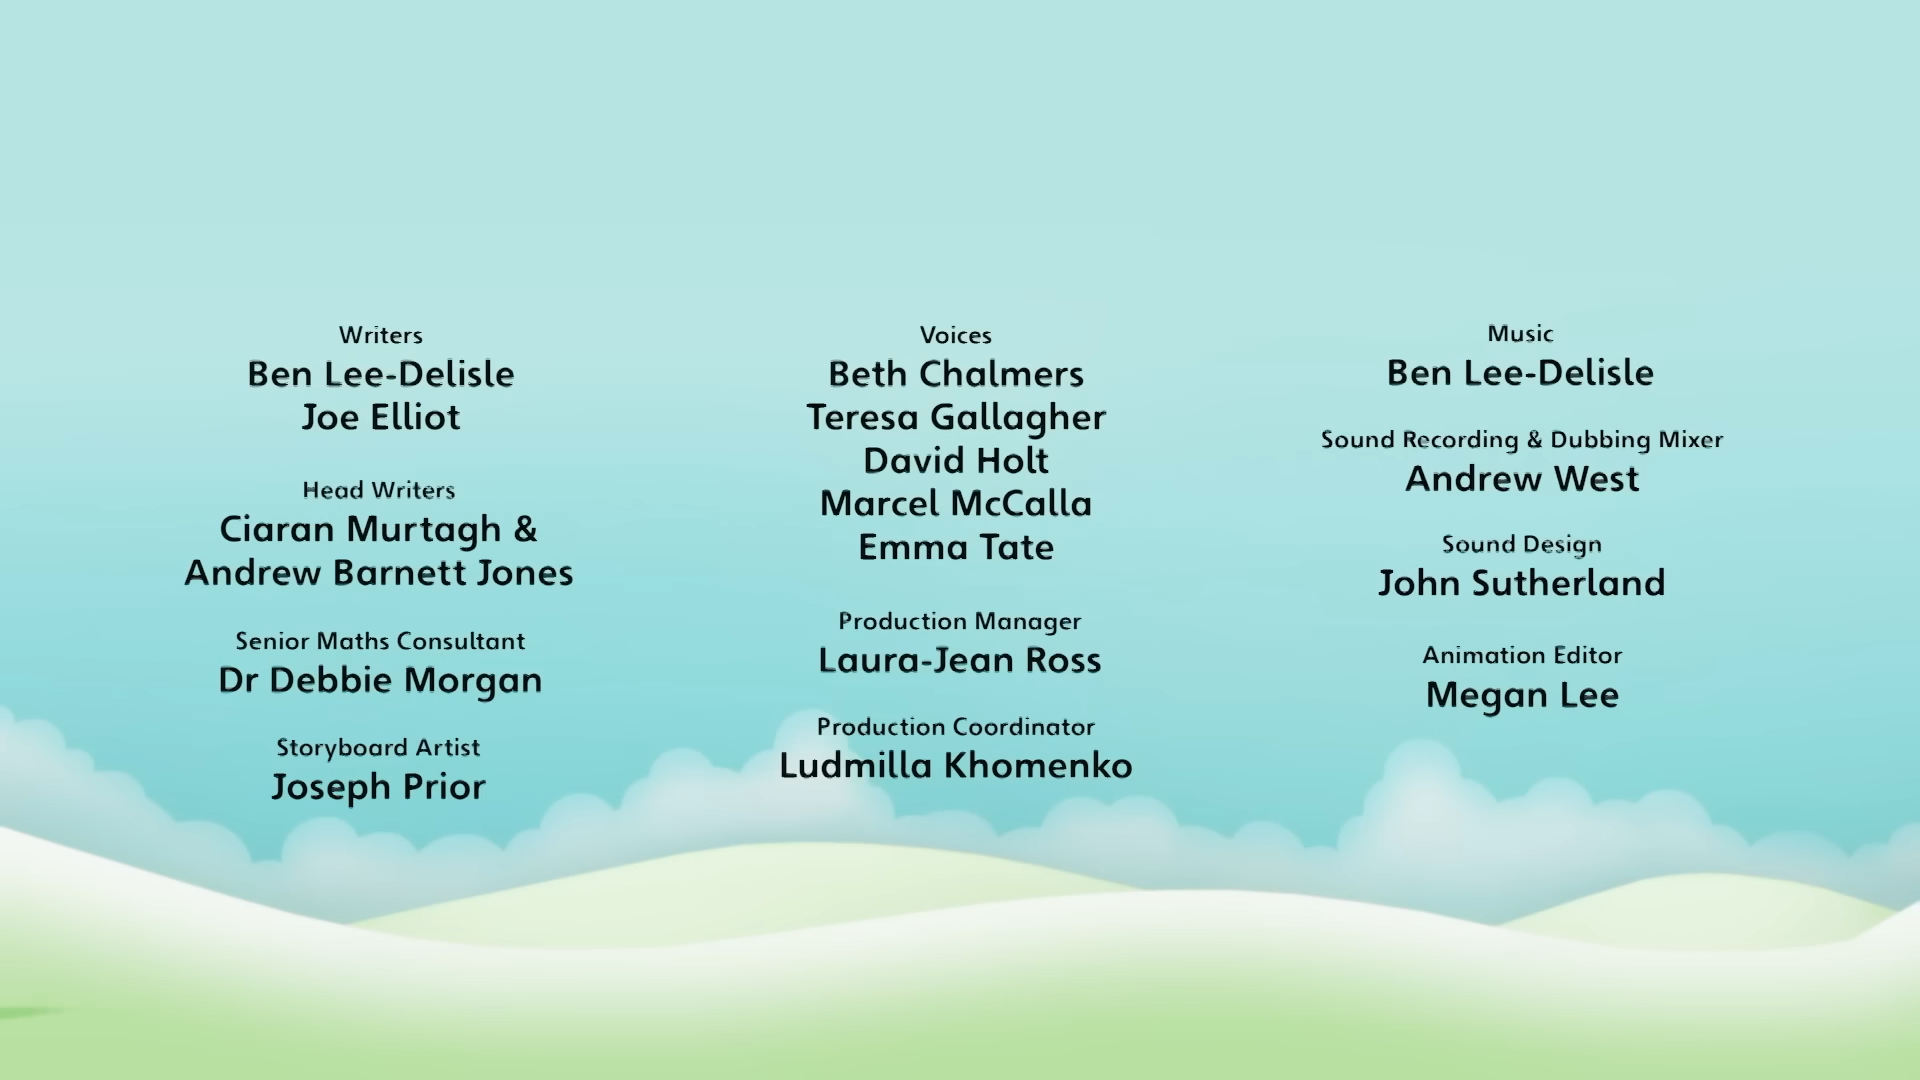 Writers
Ben Lee-Delisle
Joe Elliot
Head Writers
Ciaran Murtagh &
Andrew Barnett Jones
Senior Maths Consultant
Dr Debbie Morgan
Storyboard Artist
Joseph Prior
Voices
Beth Chalmers
Teresa Gallagher
David Holt
Marcel McCalla
Emma Tate
Production Manager
Laura-Jean Ross
Production Coordinator
Ludmilla Khomenko
Music
Ben Lee-Delisle
Sound Recording & Dubbing Mixer
Andrew West
Sound Design
John Sutherland
Animation Editor
Megan Lee